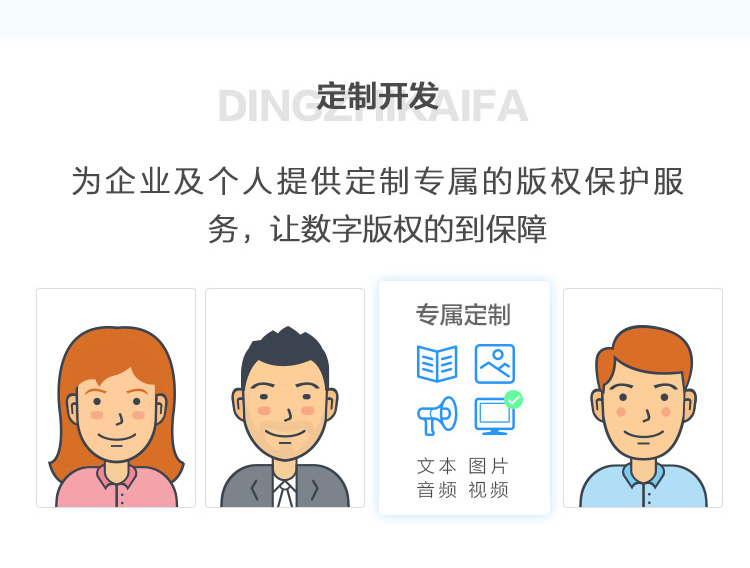 DINGZHIKAIFA
定制开发
为企业及个人提供定制专属的版权保护服
务，让数字版权的到保障
专属定制
文本 图片
音频 视频